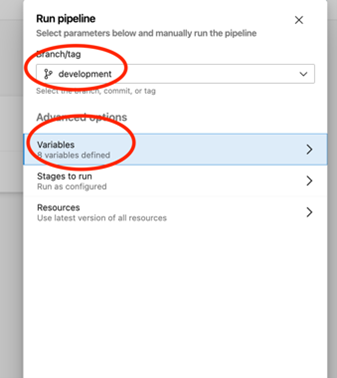 Run pipeline
Select parameters below and manually run the pipeline
Branch/tag
development
Select the branch, commit, or tag
Advanced options
Variables
8 variables defined
Stages to run
Run as configured
Resources
Use latest version of all resources